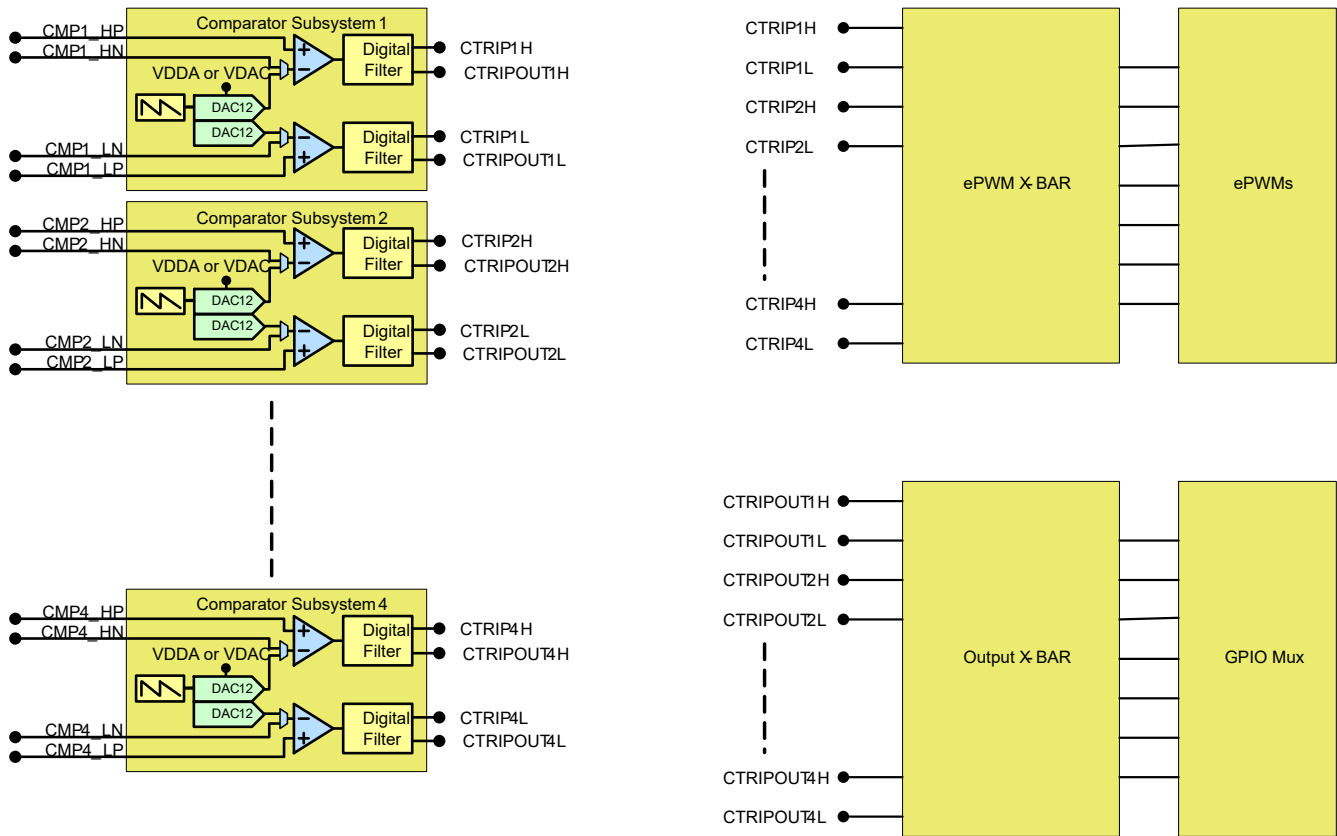 Comparator Subsystem 1
CMP1_HP
CMP1_HN
VDDA or VDAC
DAC12
DAC12
CMP1_LN
CMP1_LP
Digital
Filter
CTRIP1H
CTRIPOUT1H
Digital
Filter
CTRIP1L
CTRIPOUT1L
Comparator Subsystem 2
CMP2_HP
CMP2_HN
VDDA or VDAC
DAC12
DAC12
CMP2_LN
CMP2_LP
Digital
Filter
CTRIP2H
CTRIPOUT2H
Digital
Filter
CTRIP2L
CTRIPOUT2L
Comparator Subsystem 4
CMP4_HP
CMP4_HN
VDDA or VDAC
DAC12
DAC12
CMP4_LN
CMP4_LP
Digital
Filter
CTRIP4H
CTRIPOUT4H
Digital
Filter
CTRIP4L
CTRIPOUT4L
CTRIP1H
CTRIP1L
CTRIP2H
CTRIP2L
CTRIP4H
CTRIP4L
ePWM X-BAR
ePWMs
CTRIPOUT1H
CTRIPOUT1L
CTRIPOUT2H
CTRIPOUT2L
CTRIPOUT4H
CTRIPOUT4L
Output X-BAR
GPIO Mux